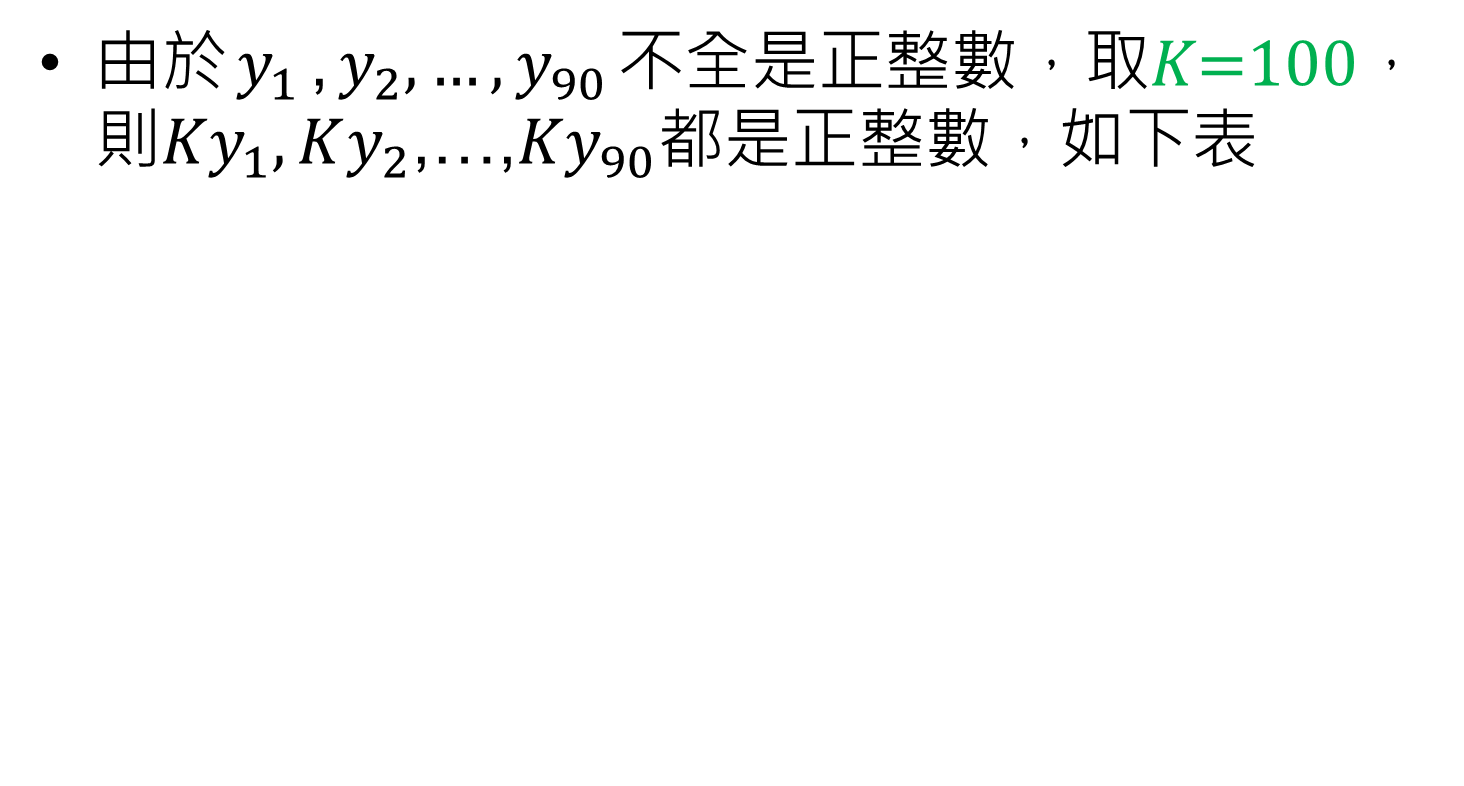 • 由於 y₁ , y₂, … , y₉₀ 不全是正整數，取K=100，
則Ky₁, Ky₂,…,Ky₉₀都是正整數，如下表